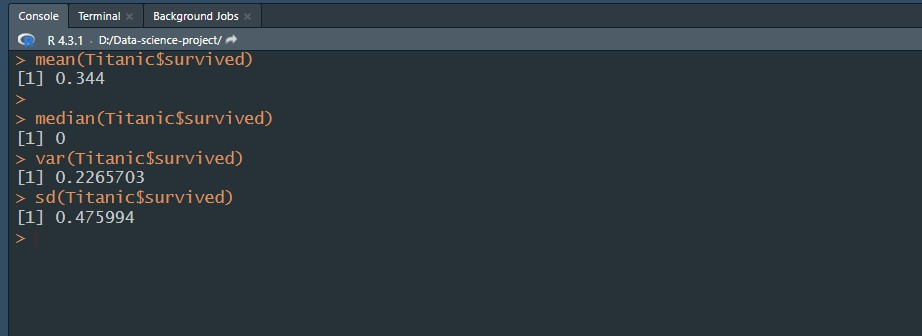 Console Terminal × Background Jobs ×
R 4.3.1 · D:/Data-science-project/
> mean(Titanic$survived)
[1] 0.344
>
> median(Titanic$survived)
[1] 0
> var(Titanic$survived)
[1] 0.2265703
> sd(Titanic$survived)
[1] 0.475994
>